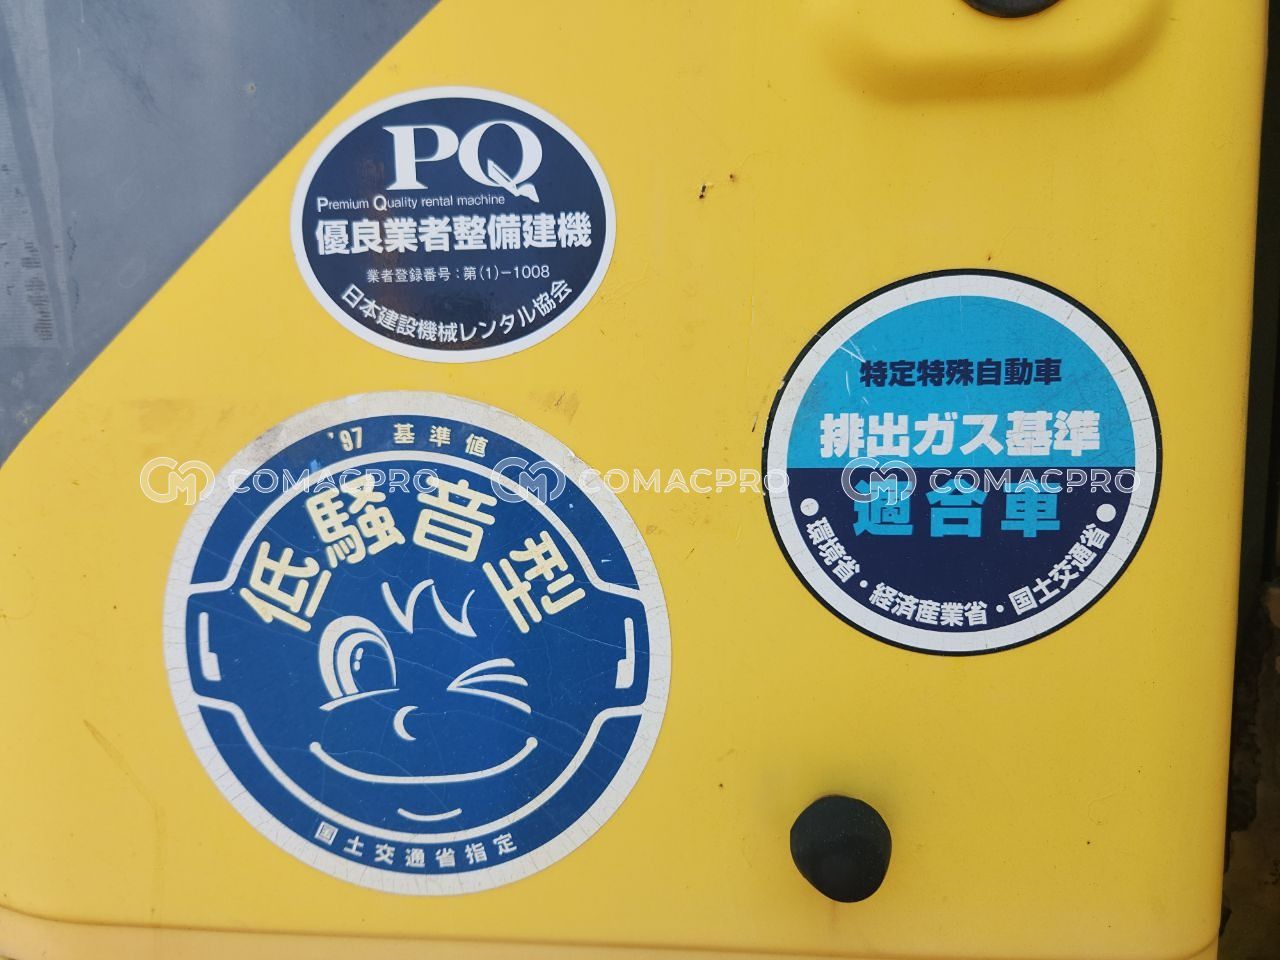 PQ
Premium Quality rental machine
優良業者整備建機
業者登録番号：第(1)－1008
日本建設機械レンタル協会
特定特殊自動車
排出ガス基準
適合車
環境省・経済産業省・国土交通省
'97 基準値
低騒音型
国土交通省指定
COMACPRO COMACPRO COMACPRO